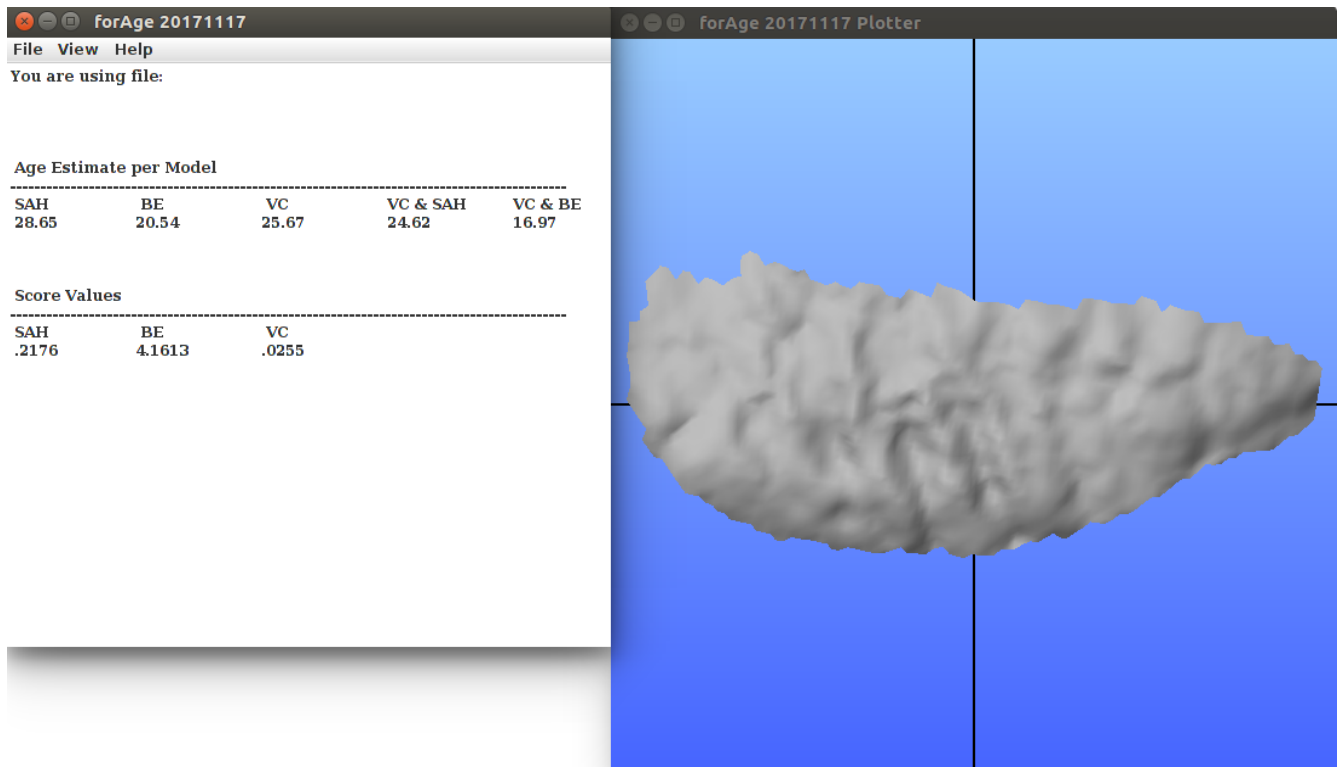 forAge 20171117
File View Help
You are using file:
Age Estimate per Model
SAH BE VC VC & SAH VC & BE
28.65 20.54 25.67 24.62 16.97
Score Values
SAH BE VC
.2176 4.1613 .0255
forAge 20171117 Plotter